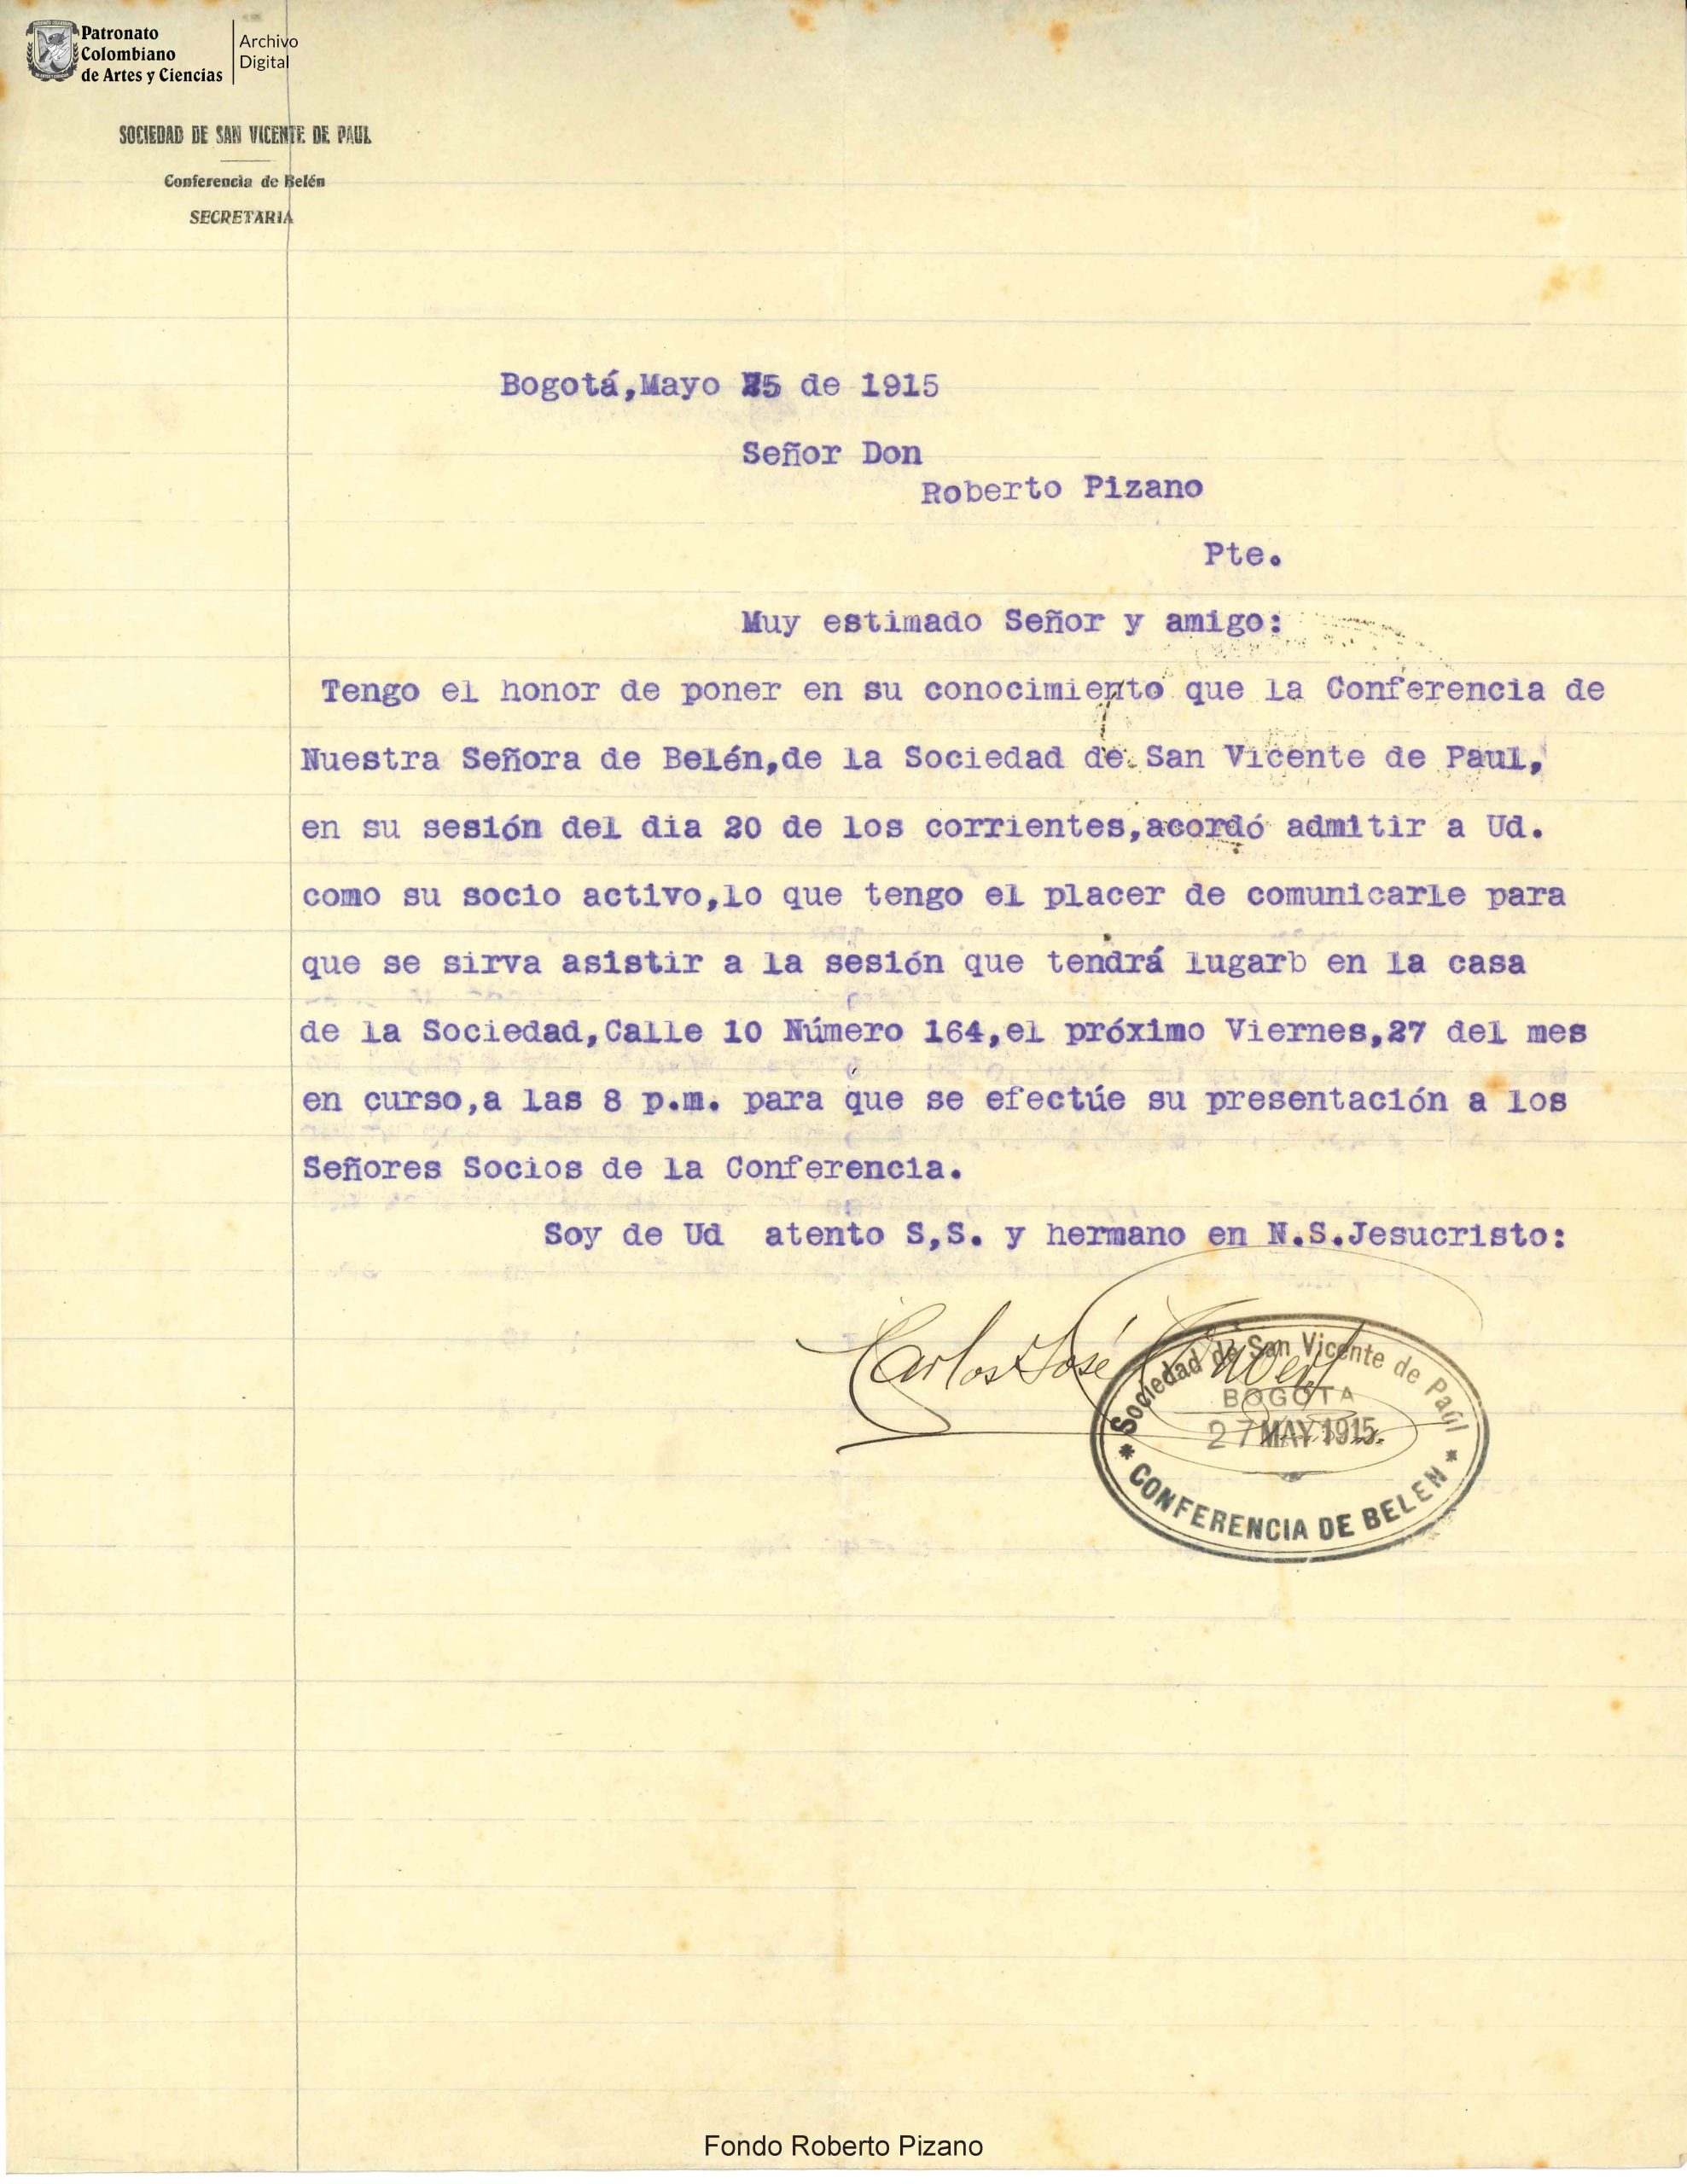 Patronato
Colombiano
de Artes y Ciencias
Archivo
Digital
SOCIEDAD DE SAN VICENTE DE PAUL
Conferencia de Belén
SECRETARIA
Bogotá,Mayo 25 de 1915
Señor Don
Roberto Pizano
Pte.
Muy estimado Señor y amigo:
Tengo el honor de poner en su conocimiento que la Conferencia de
Nuestra Señora de Belén,de la Sociedad de San Vicente de Paul,
en su sesión del dia 20 de los corrientes,acordó admitir a Ud.
como su socio activo,lo que tengo el placer de comunicarle para
que se sirva asistir a la sesión que tendrá lugarb en la casa
de la Sociedad,Calle 10 Número 164,el próximo Viernes,27 del mes
en curso,a las 8 p.m. para que se efectúe su presentación a los
Señores Socios de la Conferencia.
Soy de Ud atento S,S. y hermano en N.S.Jesucristo:
Carlos José
Sociedad de San Vicente de Paúl
BOGOTA
27 MAY 1915
* CONFERENCIA DE BELEN *
Fondo Roberto Pizano